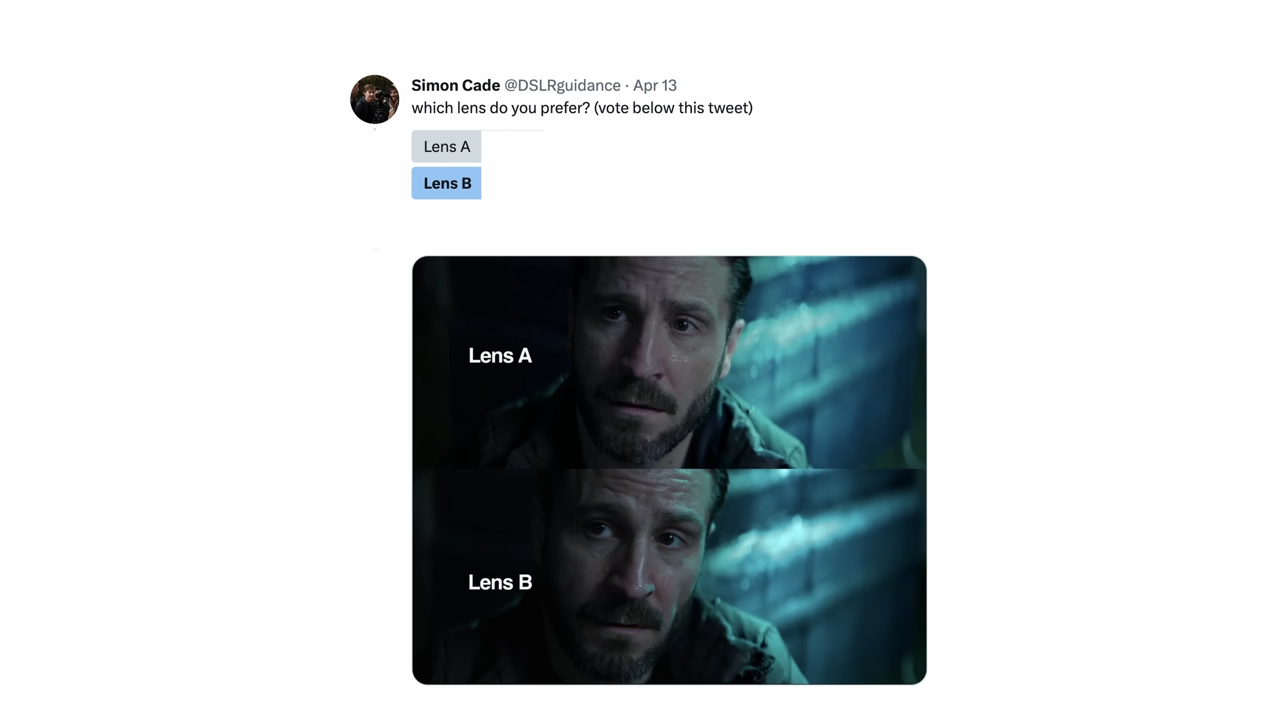 Simon Cade @DSLRguidance · Apr 13
which lens do you prefer? (vote below this tweet)
Lens A
Lens B
Lens A
Lens B